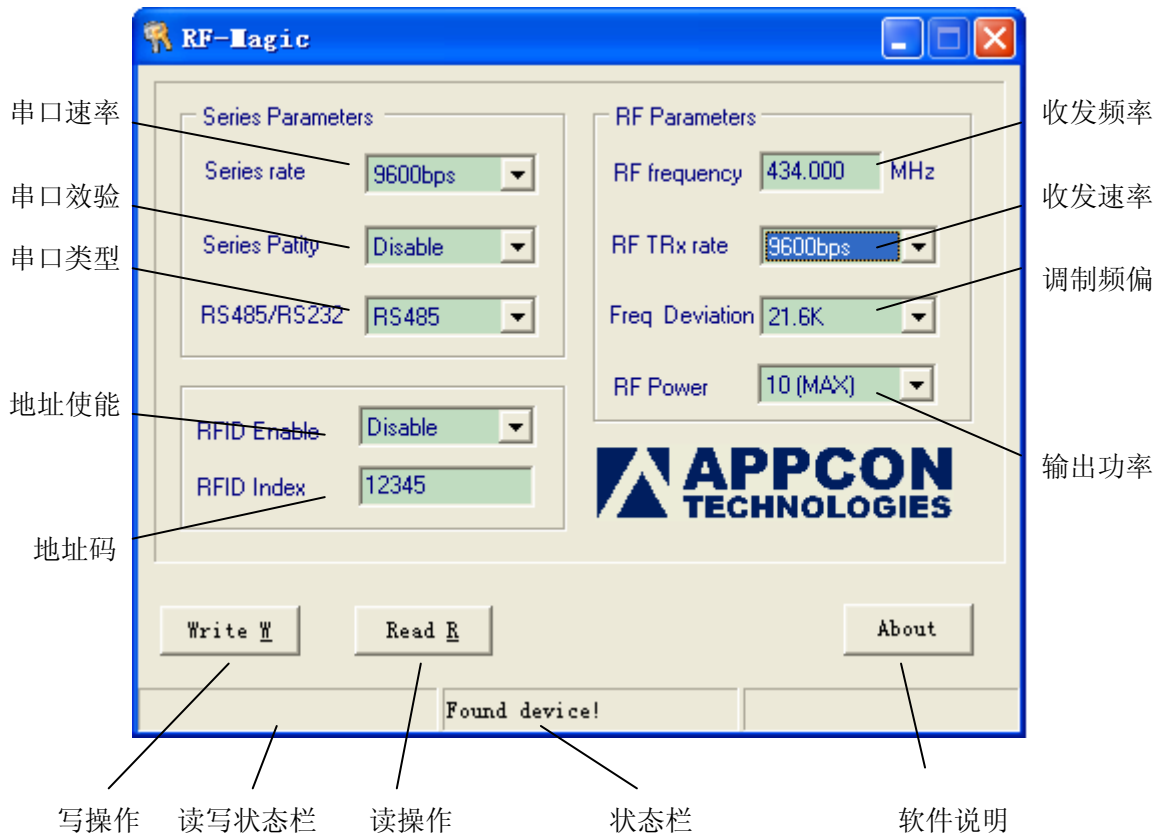 RF-Magic
串口速率
串口效验
串口类型
地址使能
地址码
Series Parameters
Series rate
9600bps
Series Patity
Disable
RS485/RS232
RS485
RFID Enable
Disable
RFID Index
12345
RF Parameters
RF frequency
434.000
MHz
RF TRx rate
9600bps
Freq Deviation
21.6K
RF Power
10 (MAX)
APPCON
TECHNOLOGIES
收发频率
收发速率
调制频偏
输出功率
Write W
Read R
About
Found device!
写操作
读写状态栏
读操作
状态栏
软件说明